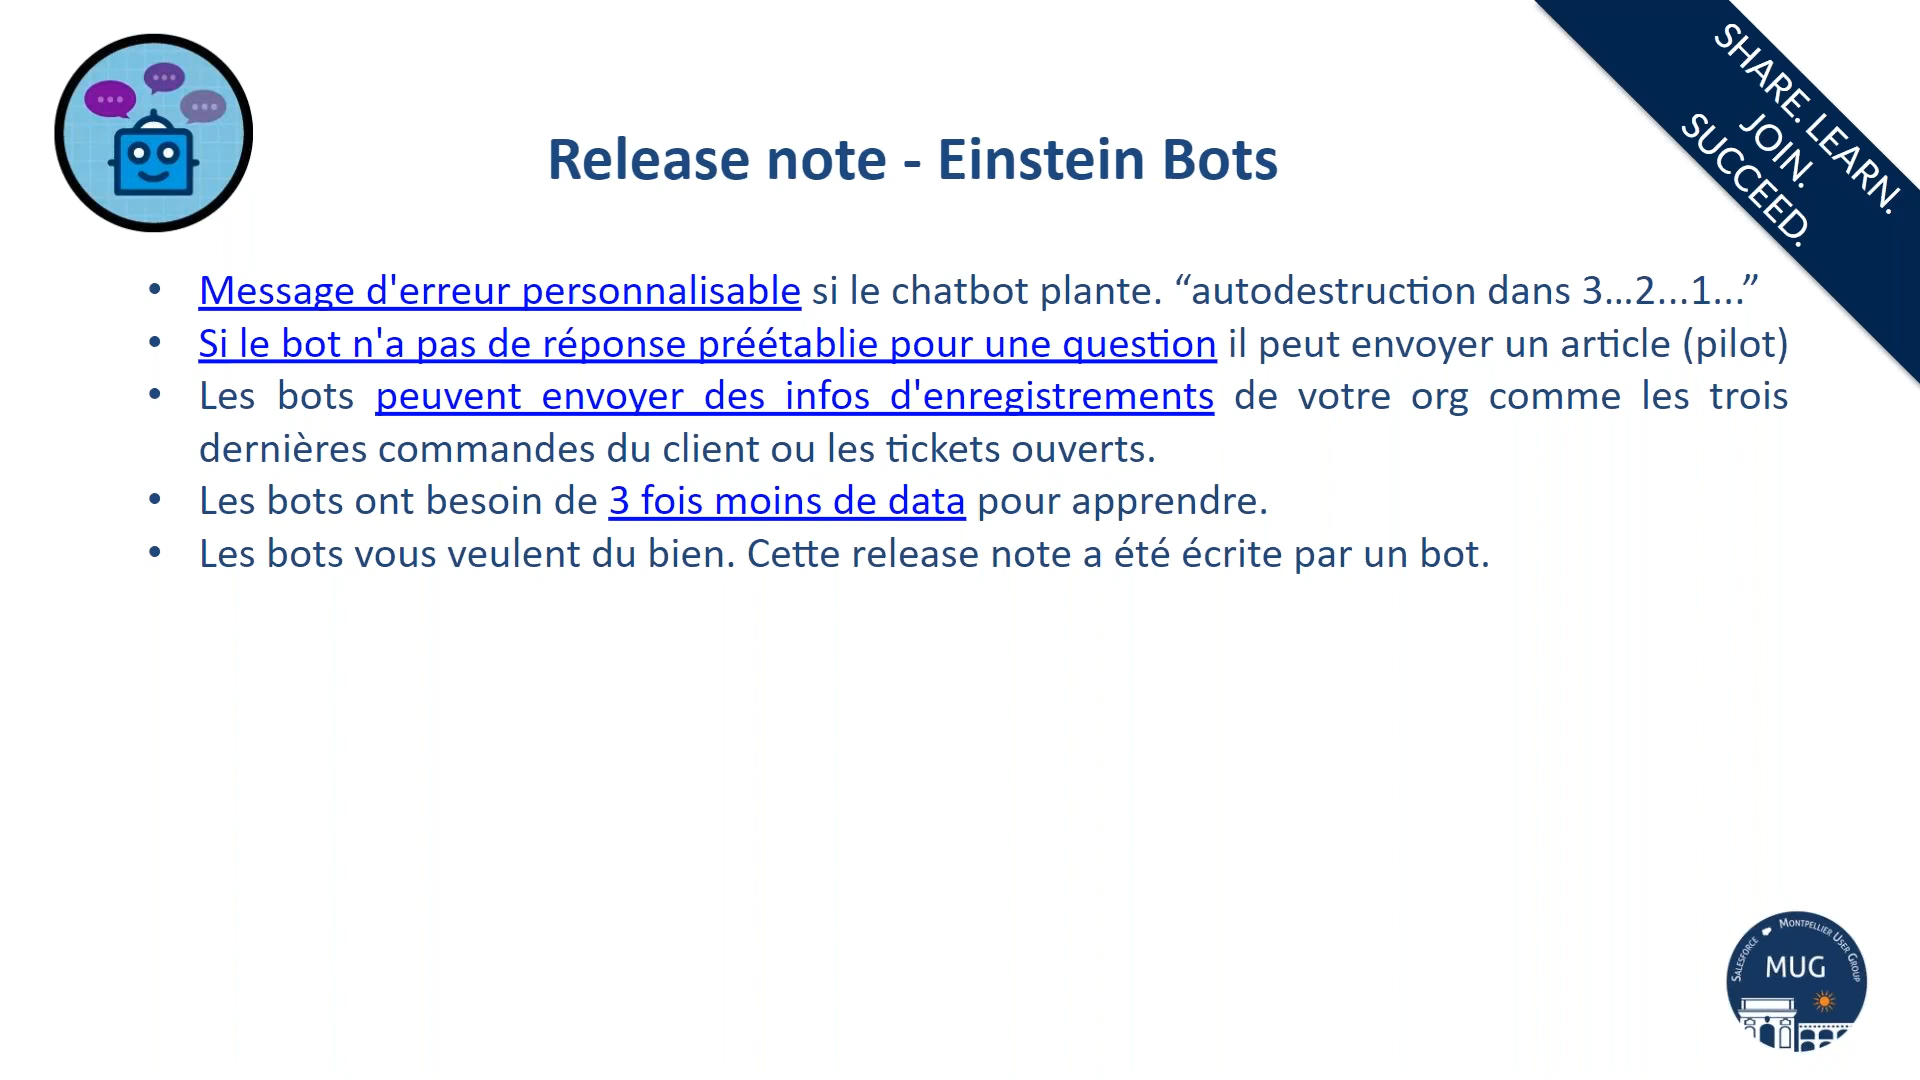 SHARE. LEARN.
JOIN.
SUCCEED.
Release note - Einstein Bots
• Message d'erreur personnalisable si le chatbot plante. “autodestruction dans 3...2...1...”
• Si le bot n'a pas de réponse préétablie pour une question il peut envoyer un article (pilot)
• Les bots peuvent envoyer des infos d'enregistrements de votre org comme les trois
dernières commandes du client ou les tickets ouverts.
• Les bots ont besoin de 3 fois moins de data pour apprendre.
• Les bots vous veulent du bien. Cette release note a été écrite par un bot.
SALESFORCE MONTPELLIER USER GROUP
MUG